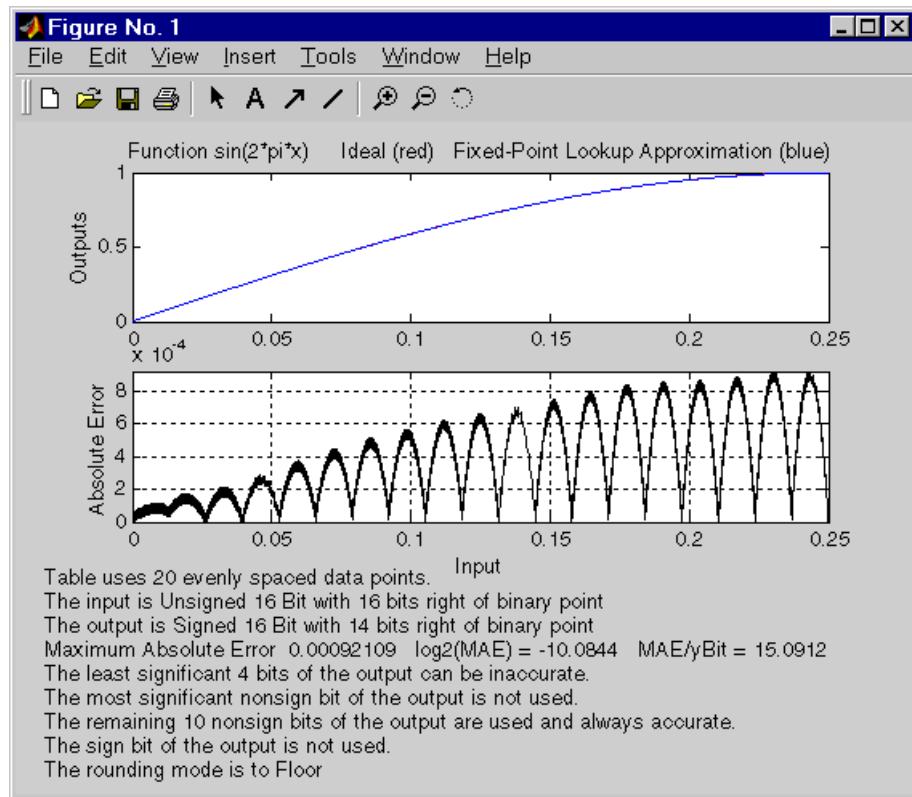 Figure No. 1
File Edit View Insert Tools Window Help
A
Function sin(2*pi*x) Ideal (red) Fixed-Point Lookup Approximation (blue)
1
0.5
0
Outputs
0 0.05 0.1 0.15 0.2 0.25
x 10^-4
8
6
4
2
0
Absolute Error
0 0.05 0.1 0.15 0.2 0.25
Input
Table uses 20 evenly spaced data points.
The input is Unsigned 16 Bit with 16 bits right of binary point
The output is Signed 16 Bit with 14 bits right of binary point
Maximum Absolute Error 0.00092109 log2(MAE) = -10.0844 MAE/yBit = 15.0912
The least significant 4 bits of the output can be inaccurate.
The most significant nonsign bit of the output is not used.
The remaining 10 nonsign bits of the output are used and always accurate.
The sign bit of the output is not used.
The rounding mode is to Floor